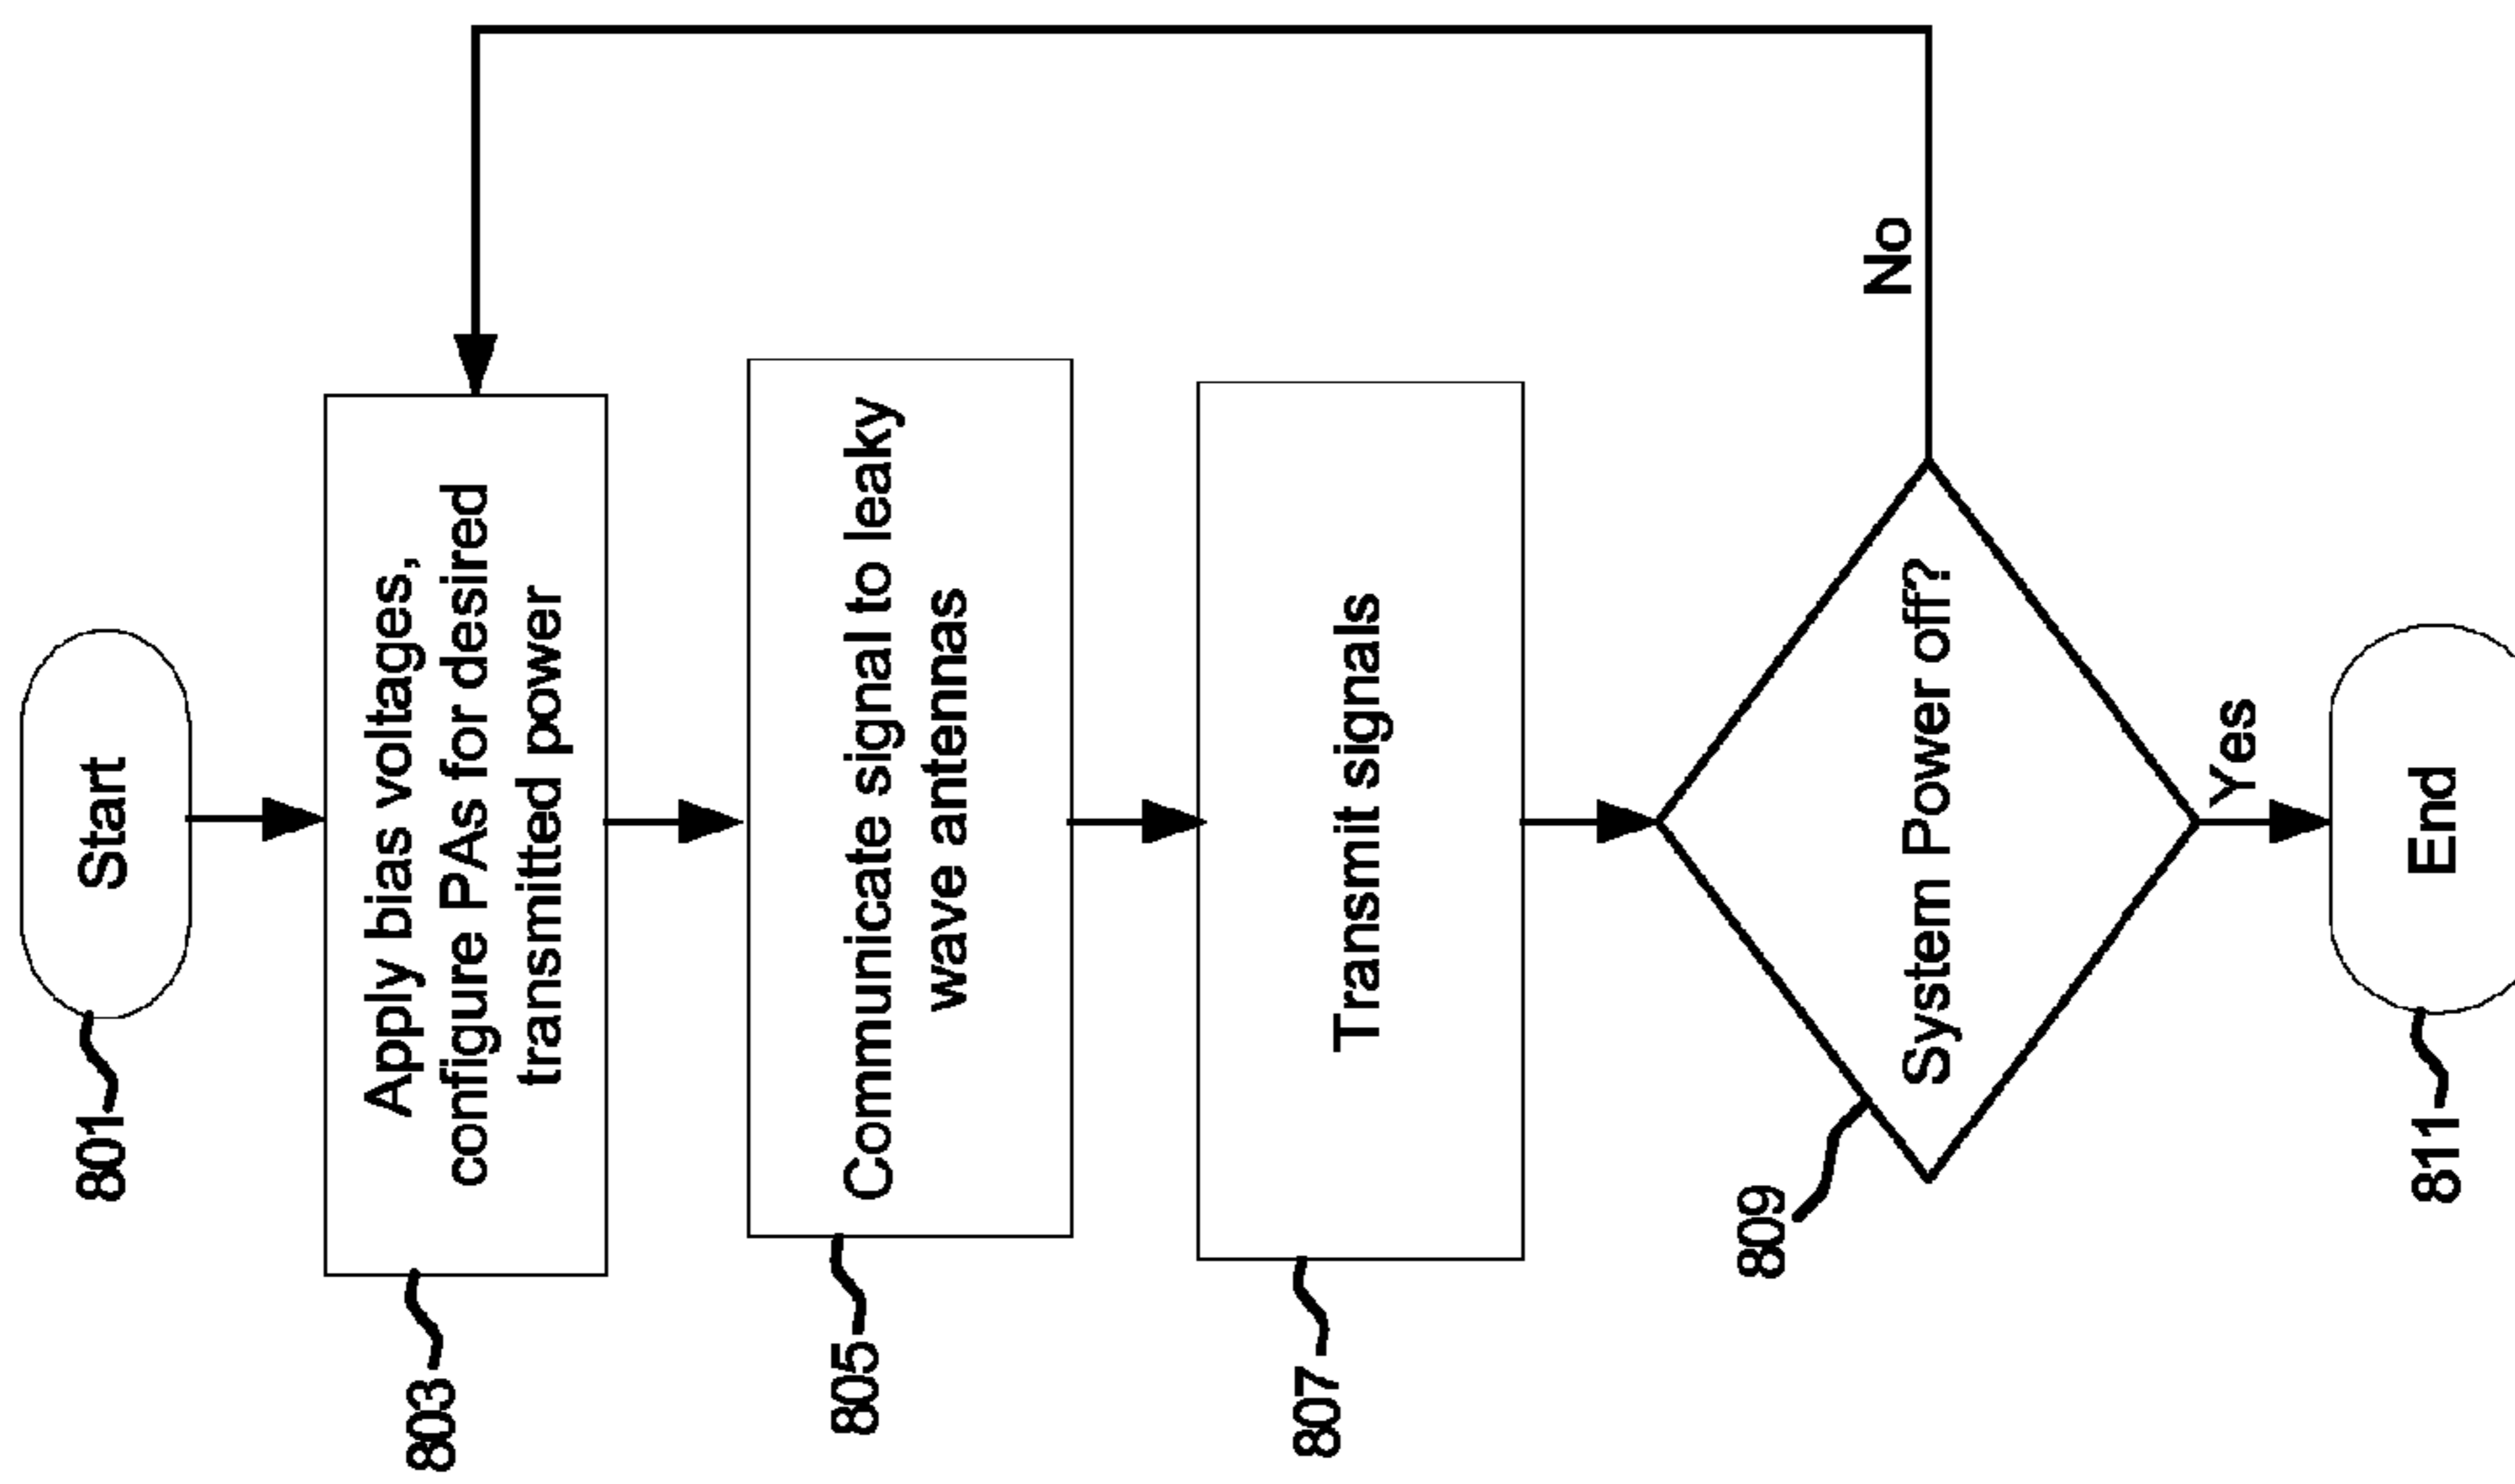 Start
801
Apply bias voltages,
configure PAs for desired
transmitted power
803
Communicate signal to leaky
wave antennas
805
Transmit signals
807
System Power off?
809
No
Yes
End
811